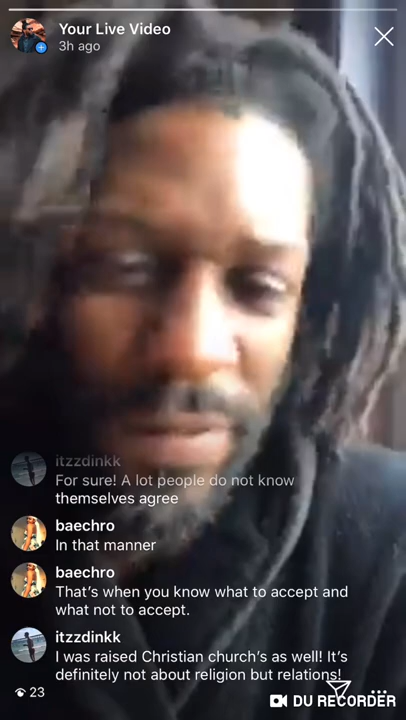 Your Live Video
3h ago
itzzdinkk
For sure! A lot people do not know
themselves agree
baechro
In that manner
baechro
That's when you know what to accept and
what not to accept.
itzzdinkk
I was raised Christian church's as well! It's
definitely not about religion but relations!
23
DU RECORDER